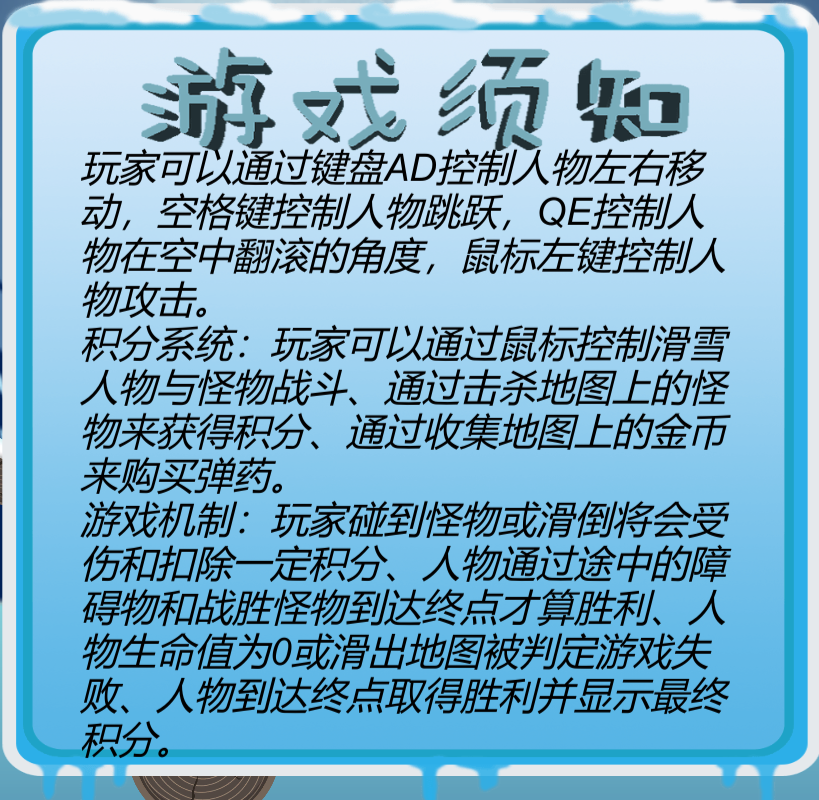 游戏须知
玩家可以通过键盘AD控制人物左右移
动，空格键控制人物跳跃，QE控制人
物在空中翻滚的角度，鼠标左键控制人
物攻击。
积分系统：玩家可以通过鼠标控制滑雪
人物与怪物战斗、通过击杀地图上的怪
物来获得积分、通过收集地图上的金币
来购买弹药。
游戏机制：玩家碰到怪物或滑倒将会受
伤和扣除一定积分、人物通过途中的障
碍物和战胜怪物到达终点才算胜利、人
物生命值为0或滑出地图被判定游戏失
败、人物到达终点取得胜利并显示最终
积分。